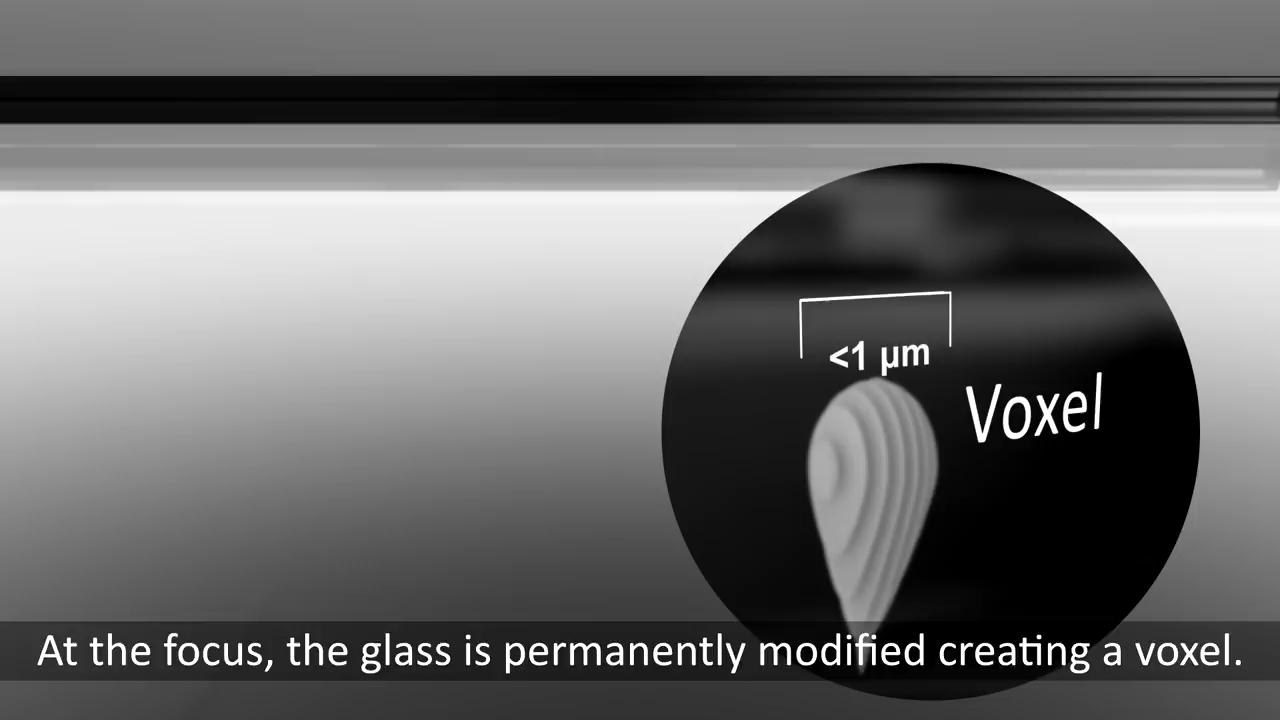 <1 µm
Voxel
At the focus, the glass is permanently modified creating a voxel.